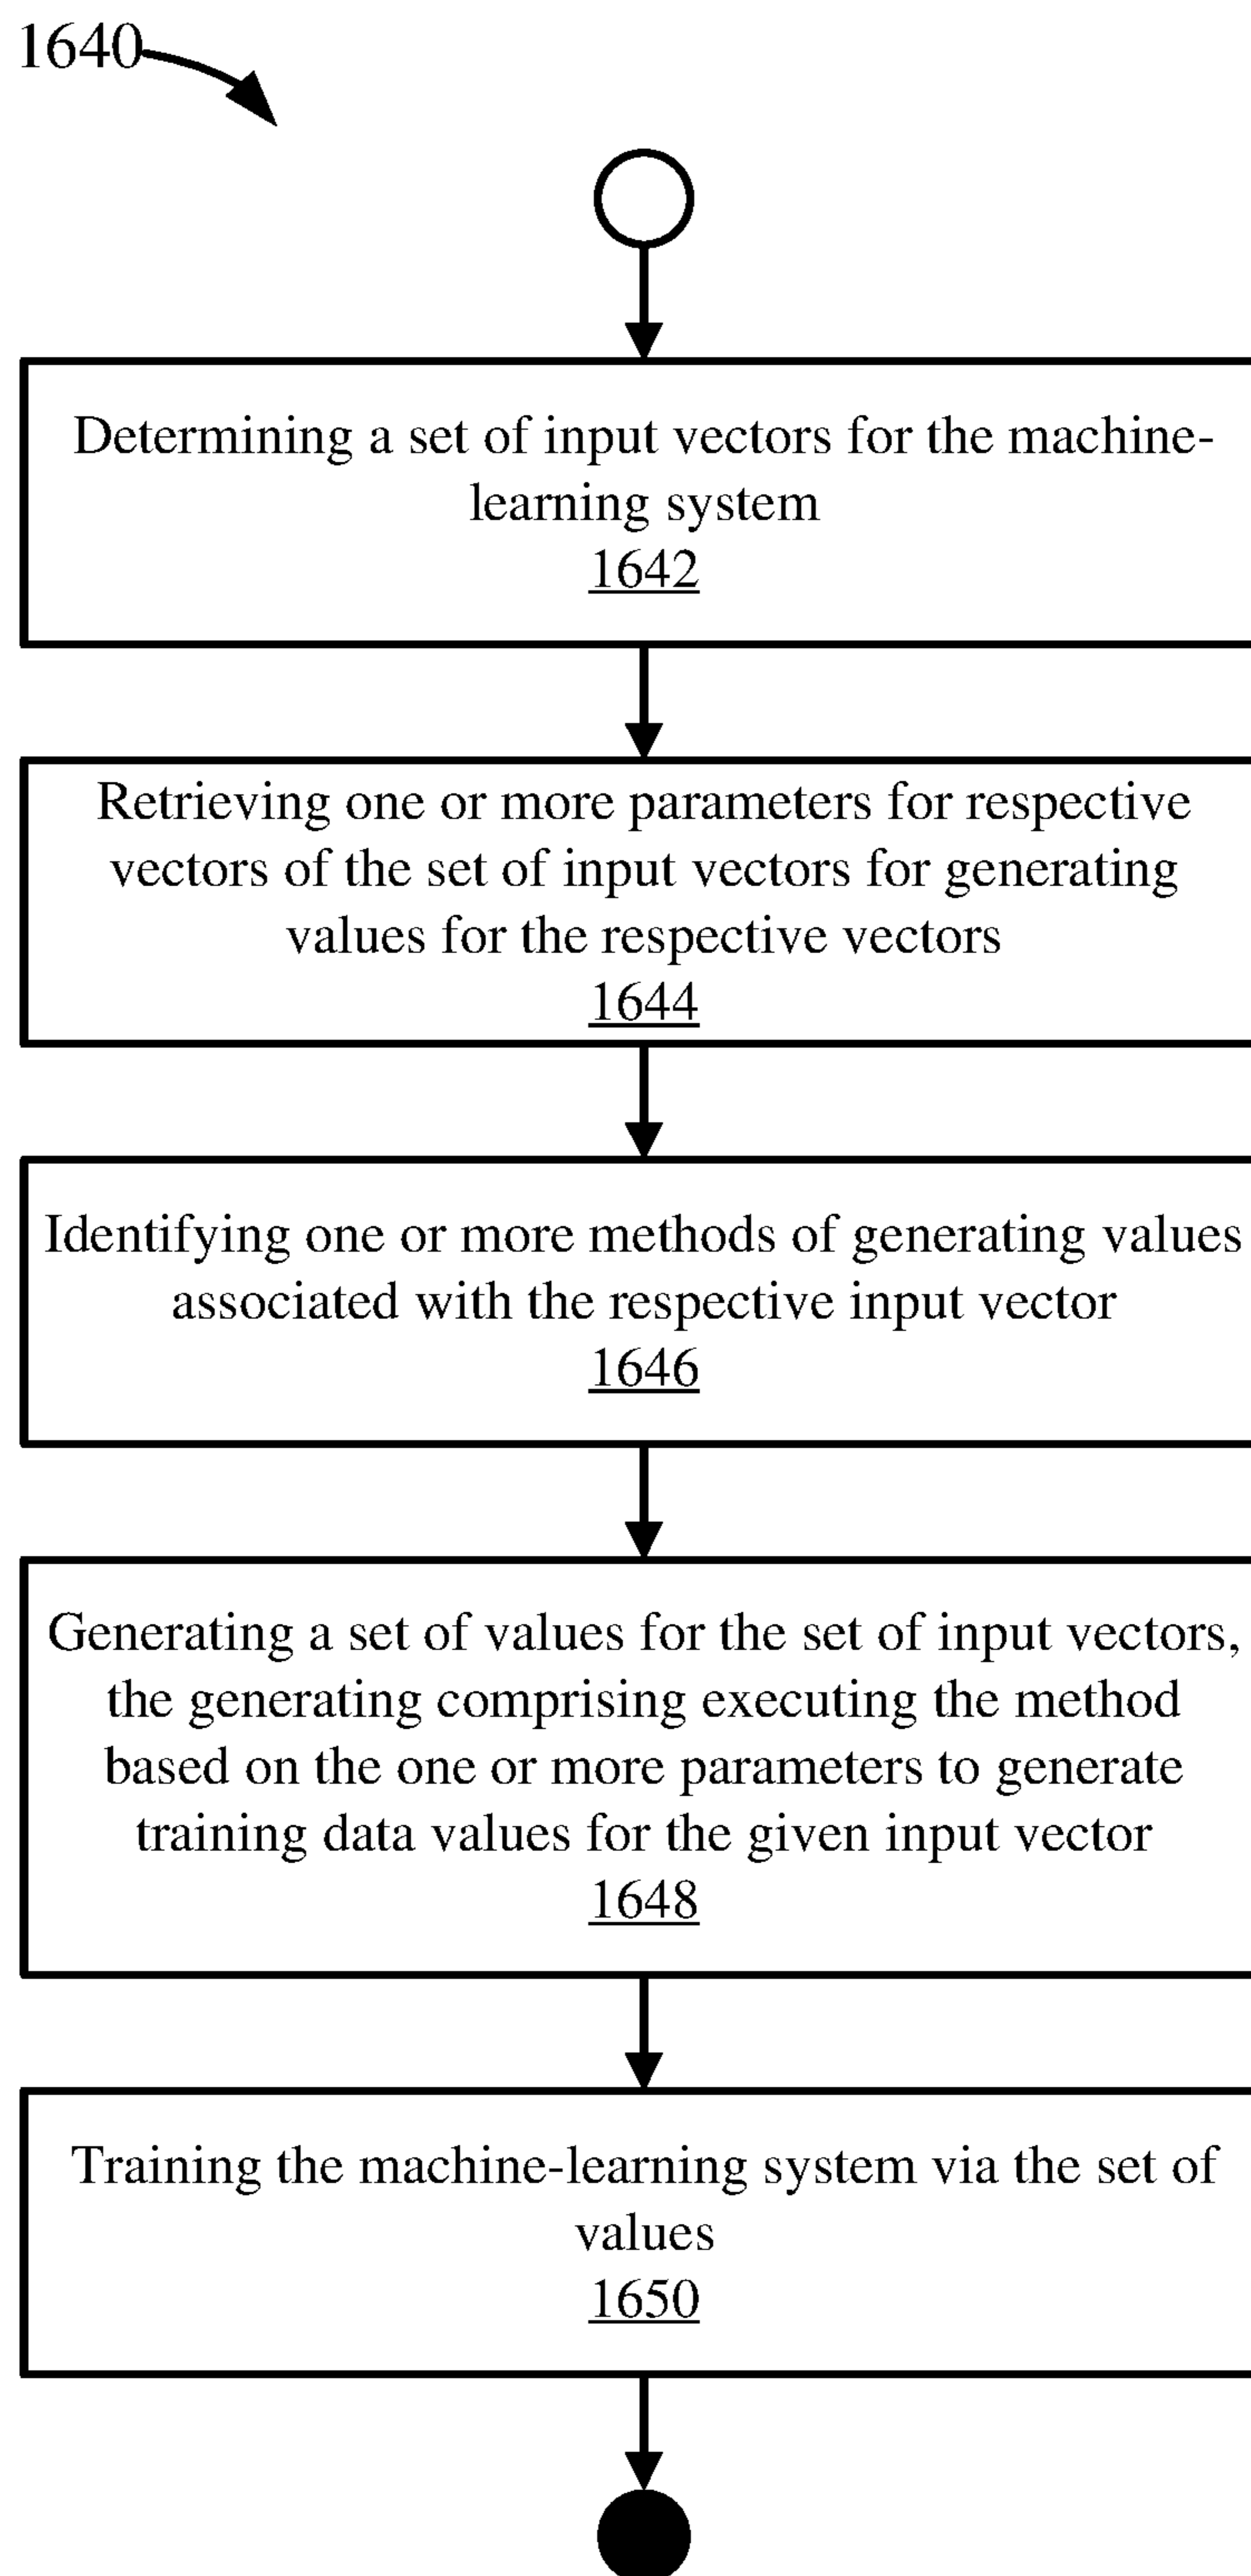 1640
Determining a set of input vectors for the machine-
learning system
1642
Retrieving one or more parameters for respective
vectors of the set of input vectors for generating
values for the respective vectors
1644
Identifying one or more methods of generating values
associated with the respective input vector
1646
Generating a set of values for the set of input vectors,
the generating comprising executing the method
based on the one or more parameters to generate
training data values for the given input vector
1648
Training the machine-learning system via the set of
values
1650